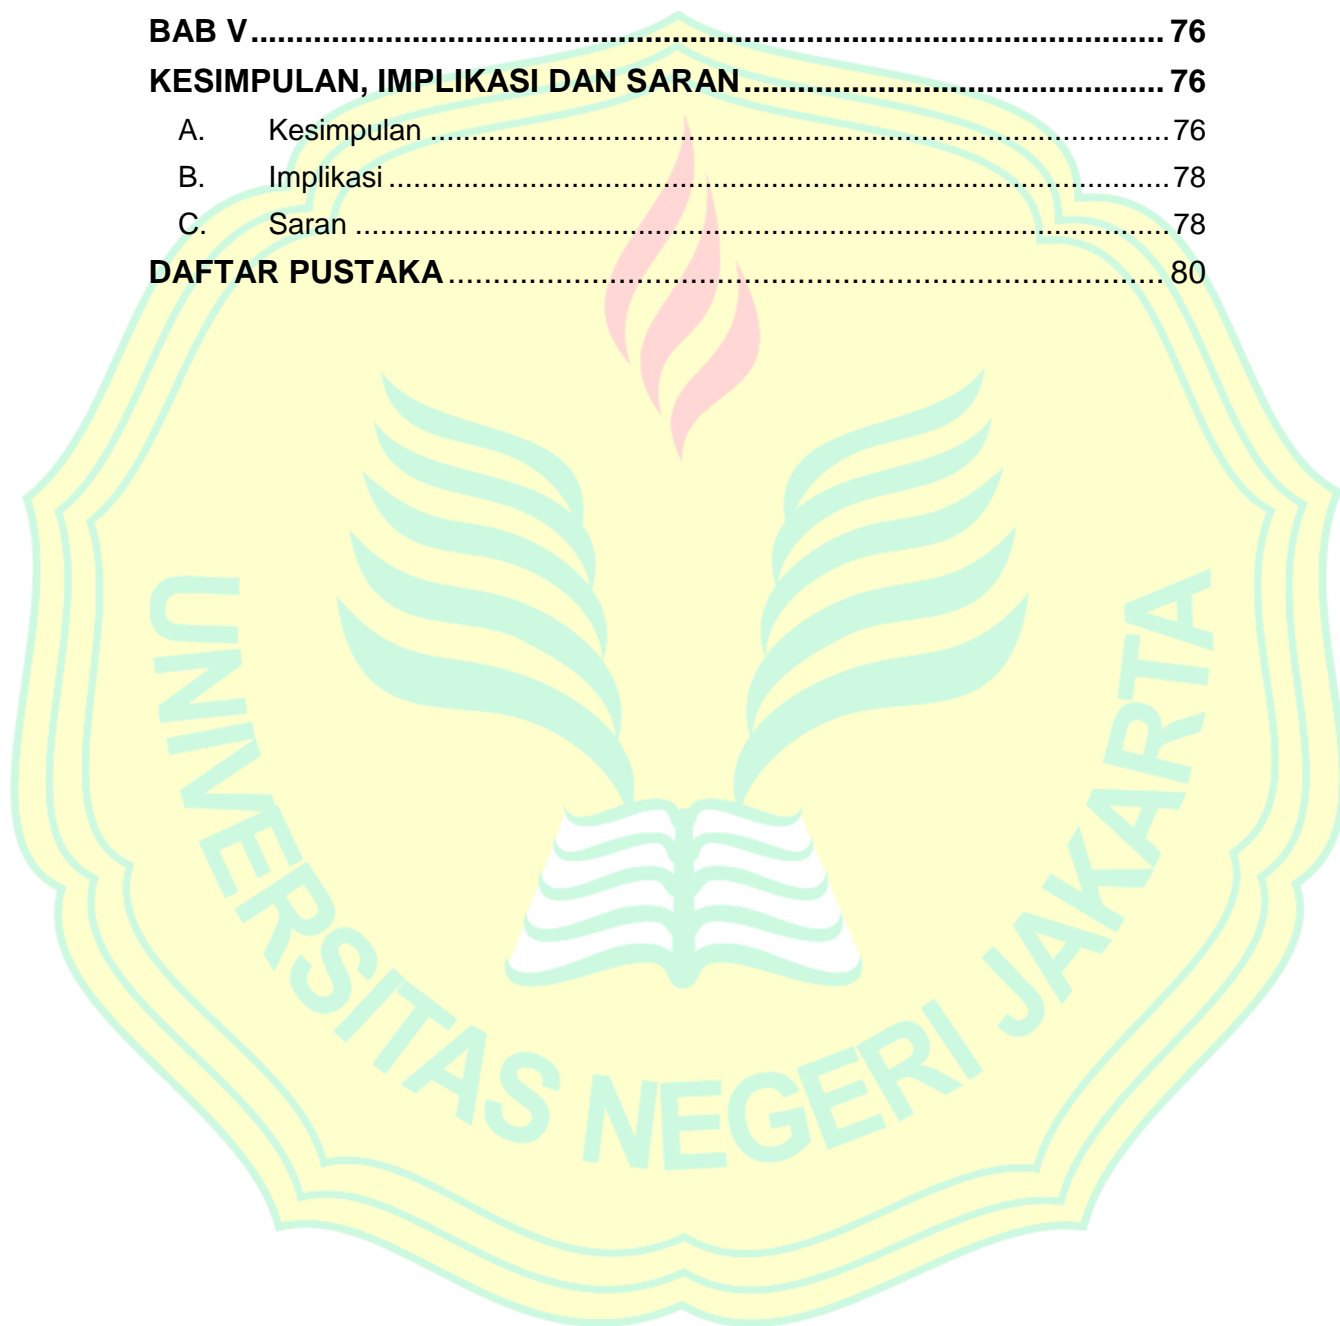 BAB V ........................................................................................................ 76
KESIMPULAN, IMPLIKASI DAN SARAN ............................................... 76
A. Kesimpulan ........................................................................................ 76
B. Implikasi ............................................................................................. 78
C. Saran ................................................................................................. 78
DAFTAR PUSTAKA ................................................................................ 80
UNIVERSITAS NEGERI JAKARTA